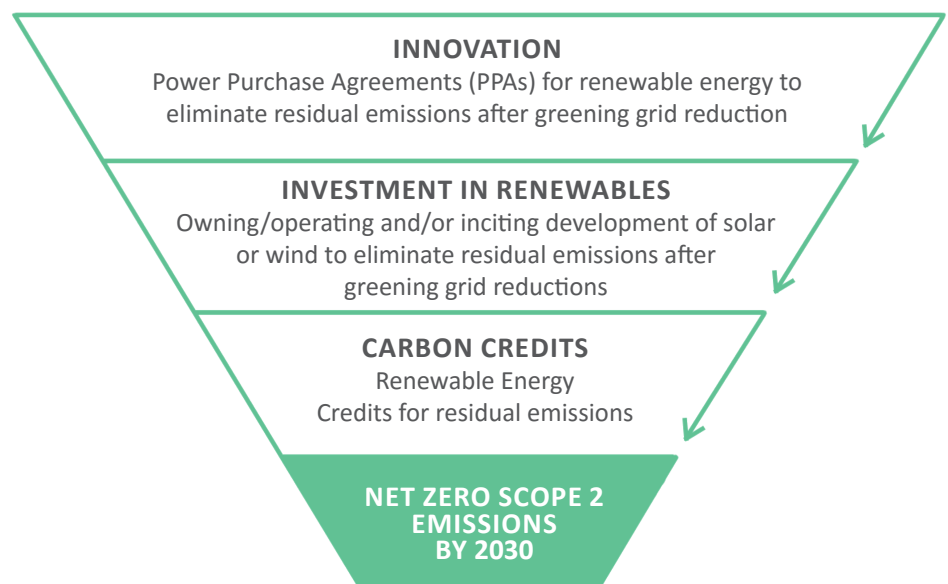 INNOVATION
Power Purchase Agreements (PPAs) for renewable energy to
eliminate residual emissions after greening grid reduction
INVESTMENT IN RENEWABLES
Owning/operating and/or inciting development of solar
or wind to eliminate residual emissions after
greening grid reductions
CARBON CREDITS
Renewable Energy
Credits for residual emissions
NET ZERO SCOPE 2
EMISSIONS
BY 2030